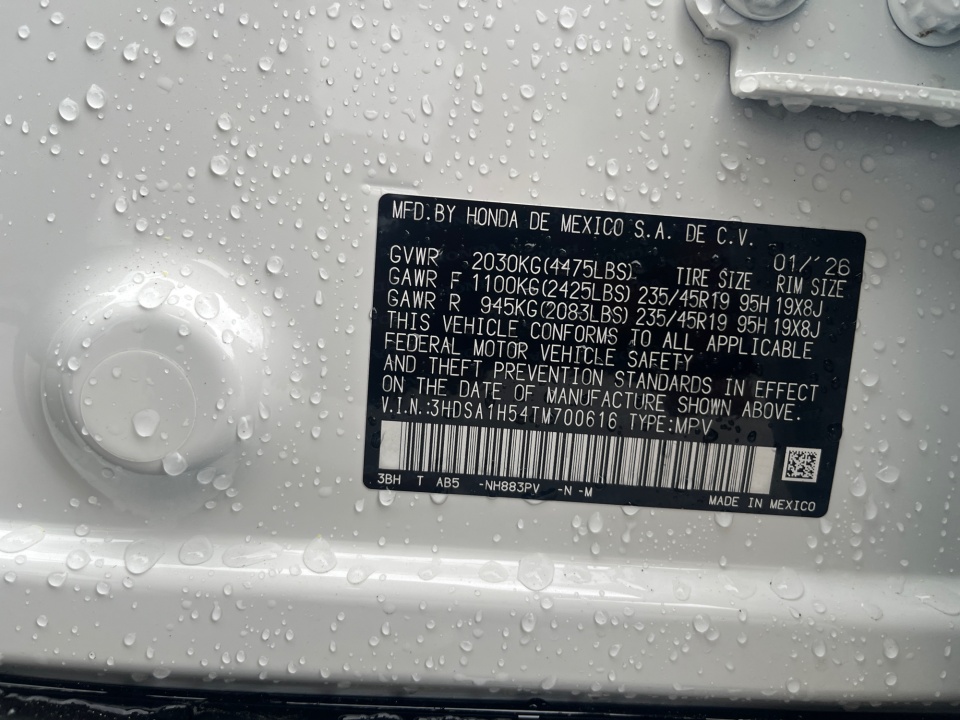 MFD.BY HONDA DE MEXICO S.A. DE C.V.
01/'26
GVWR 2030KG(4475LBS) TIRE SIZE RIM SIZE
GAWR F 1100KG(2425LBS) 235/45R19 95H 19X8J
GAWR R 945KG(2083LBS) 235/45R19 95H 19X8J
THIS VEHICLE CONFORMS TO ALL APPLICABLE
FEDERAL MOTOR VEHICLE SAFETY
AND THEFT PREVENTION STANDARDS IN EFFECT
ON THE DATE OF MANUFACTURE SHOWN ABOVE.
V.I.N.:3HDSA1H54TM700616 TYPE:MPV
3BH T AB5 -NH883PV -N -M
MADE IN MEXICO